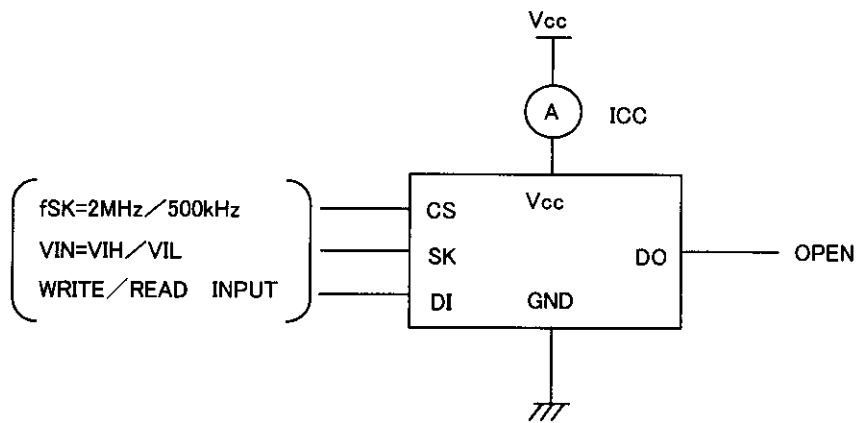 Vcc
A ICC
Vcc
fSK=2MHz／500kHz
CS
VIN=VIH／VIL
SK
DO
OPEN
WRITE／READ INPUT
DI
GND